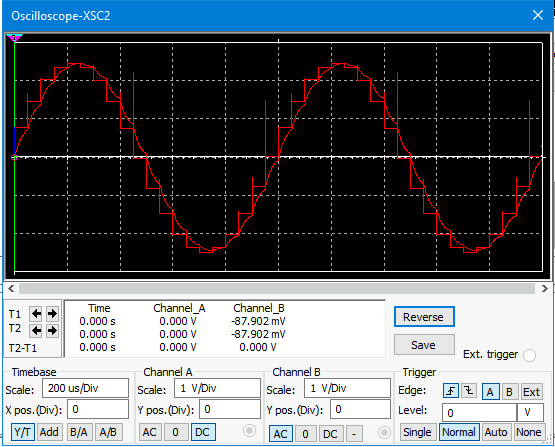 Oscilloscope-XSC2
T1
T2
T2-T1
Time Channel_A Channel_B
0.000 s 0.000 V -87.902 mV
0.000 s 0.000 V -87.902 mV
0.000 s 0.000 V 0.000 V
Reverse
Save
Ext. trigger
Timebase
Scale: 200 us/Div
X pos.(Div): 0
Y/T Add B/A A/B
Channel A
Scale: 1 V/Div
Y pos.(Div): 0
AC 0 DC
Channel B
Scale: 1 V/Div
Y pos.(Div): 0
AC 0 DC -
Trigger
Edge: A B Ext
Level: 0 V
Single Normal Auto None